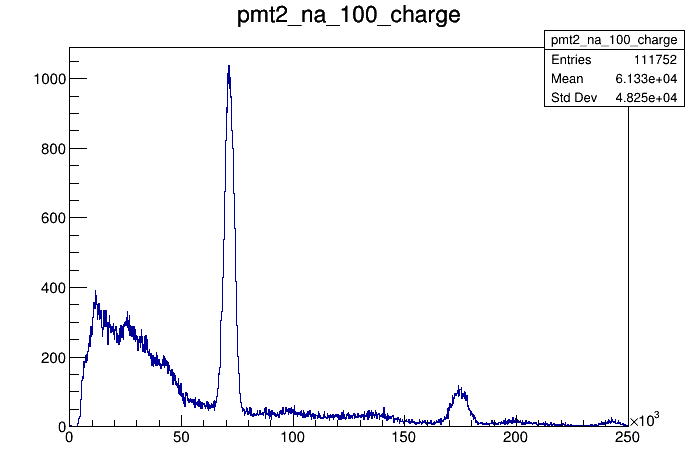 pmt2_na_100_charge
pmt2_na_100_charge
Entries 111752
Mean 6.133e+04
Std Dev 4.825e+04
1000
800
600
400
200
0
0 50 100 150 200 250
×10³